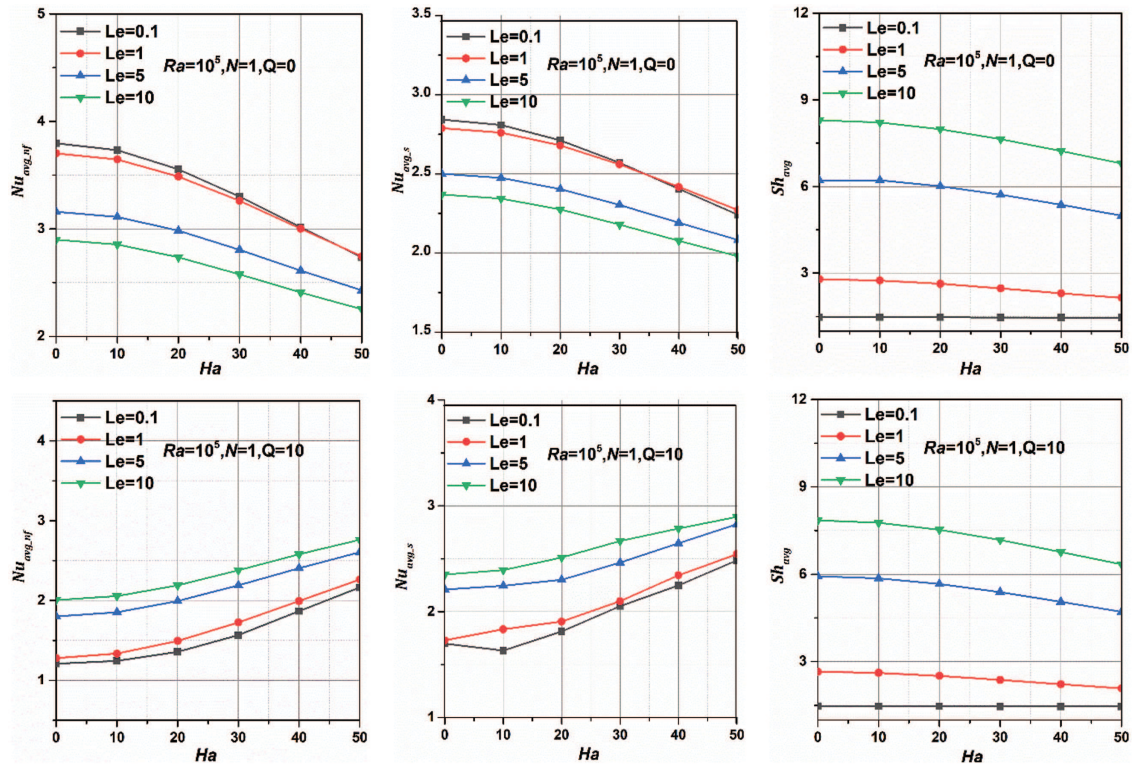 5
4
3
2
Nu_avg_nf
Le=0.1
Le=1
Le=5
Le=10
Ra=10⁵,N=1,Q=0
0 10 20 30 40 50
Ha
3.5
3.0
2.5
2.0
1.5
Nu_avg_s
Le=0.1
Le=1
Le=5
Le=10
Ra=10⁵,N=1,Q=0
0 10 20 30 40 50
Ha
12
9
6
3
Sh_avg
Le=0.1
Le=1
Le=5
Le=10
Ra=10⁵,N=1,Q=0
0 10 20 30 40 50
Ha
4
3
2
1
Nu_avg_nf
Le=0.1
Le=1
Le=5
Le=10
Ra=10⁵,N=1,Q=10
0 10 20 30 40 50
Ha
4
3
2
1
Nu_avg_s
Le=0.1
Le=1
Le=5
Le=10
Ra=10⁵,N=1,Q=10
0 10 20 30 40 50
Ha
12
9
6
3
Sh_avg
Le=0.1
Le=1
Le=5
Le=10
Ra=10⁵,N=1,Q=10
0 10 20 30 40 50
Ha